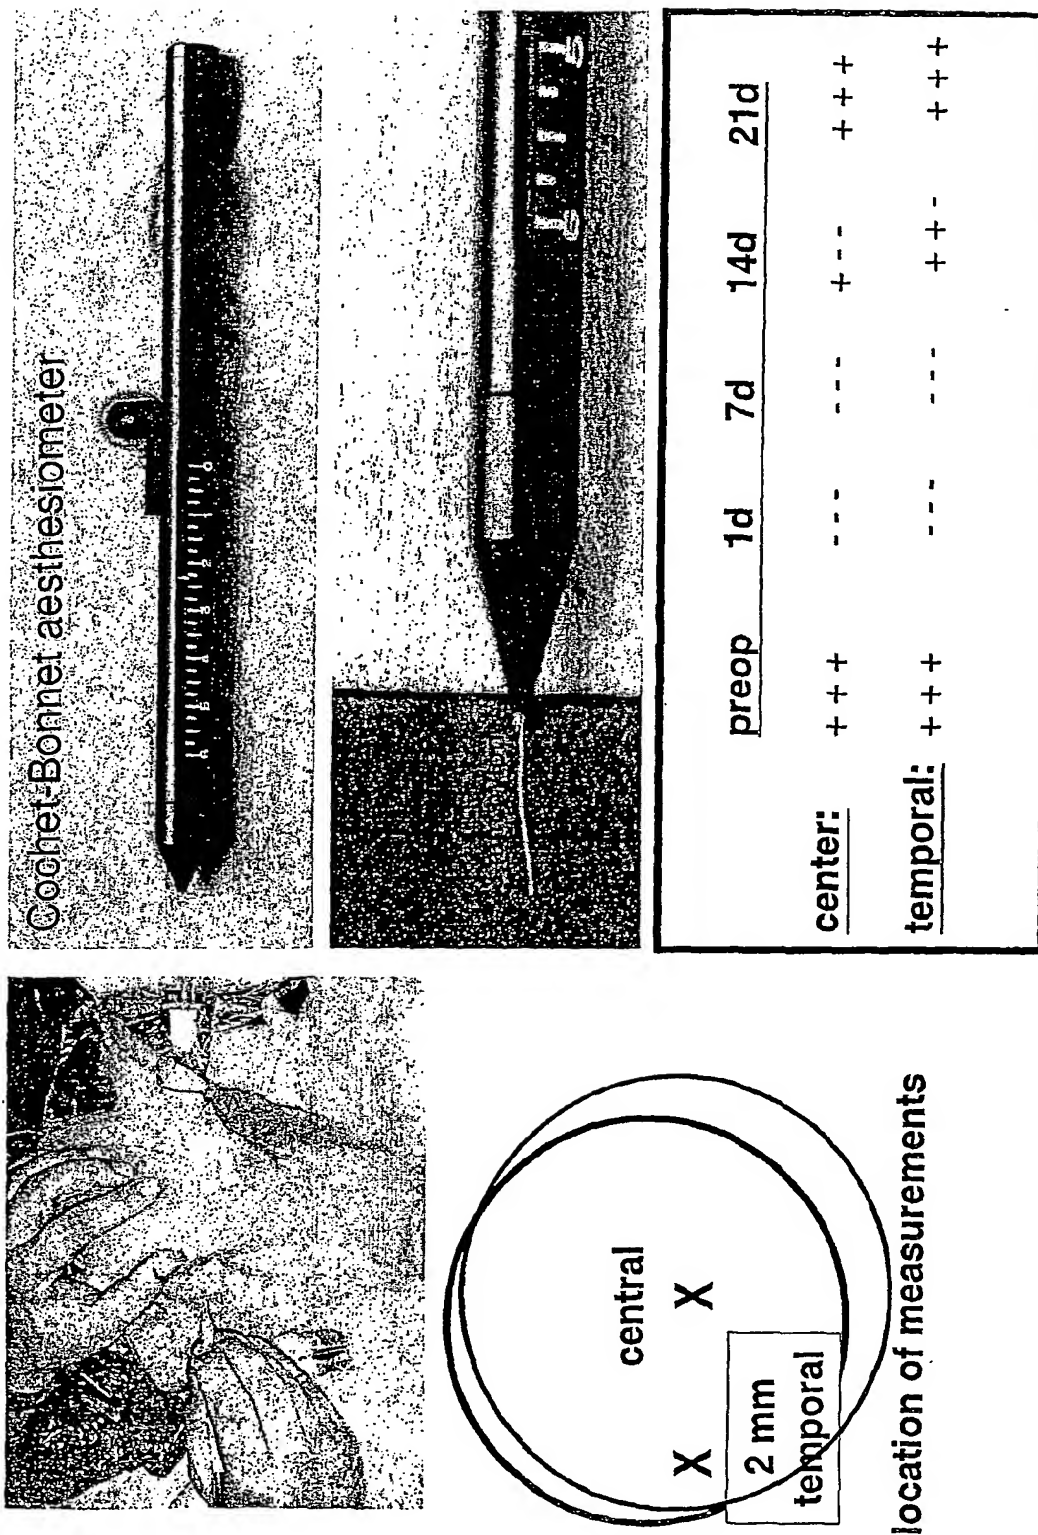 Cochet-Bonnet aesthesiometer
preop 1d 7d 14d 21d
center: +++ --- --- +-- +++
temporal: +++ --- --- ++- +++
central
X X
2 mm
temporal
location of measurements